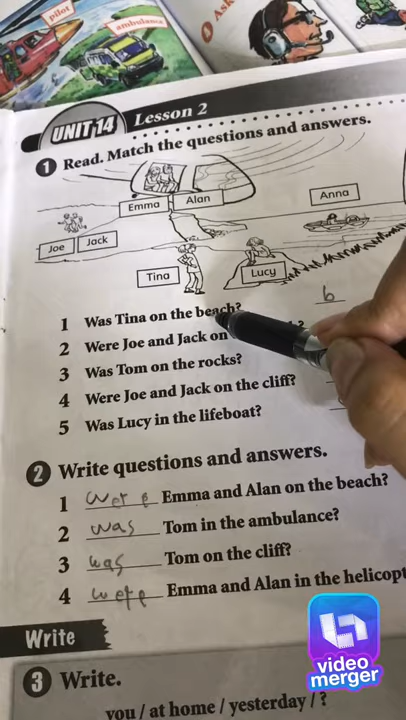 pilot
ambulance
1 Ask
UNIT 14 Lesson 2
1 Read. Match the questions and answers.
Emma Alan
Anna
Joe Jack
Tina
Lucy
b
1 Was Tina on the beach?
2 Were Joe and Jack on
3 Was Tom on the rocks?
4 Were Joe and Jack on the cliff?
5 Was Lucy in the lifeboat?
2 Write questions and answers.
1 Were Emma and Alan on the beach?
2 was Tom in the ambulance?
3 was Tom on the cliff?
4 were Emma and Alan in the helicopt
Write
3 Write.
you / at home / yesterday / ?
video
merger